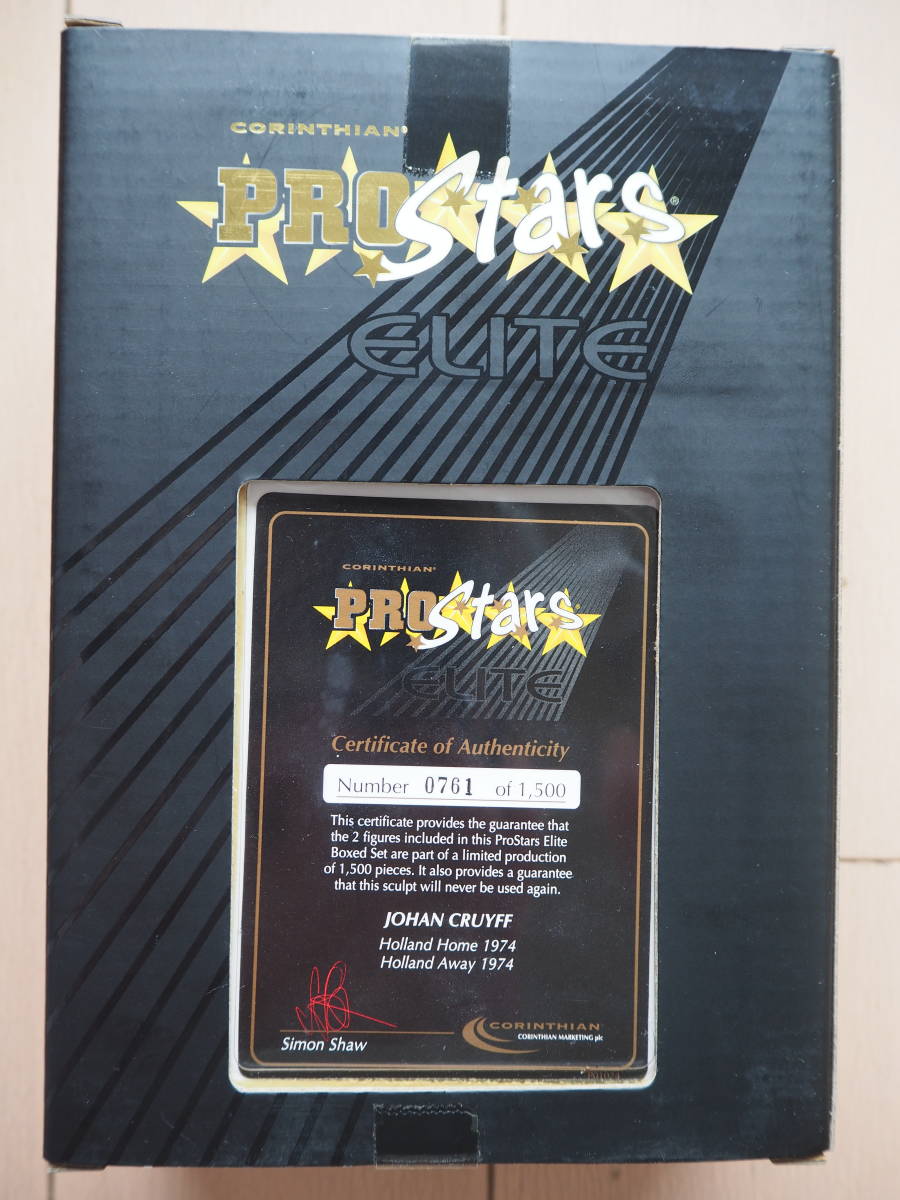 CORINTHIAN®
PROStars®
ELITE
CORINTHIAN®
PROStars®
ELITE
Certificate of Authenticity
Number 0761 of 1,500
This certificate provides the guarantee that
the 2 figures included in this ProStars Elite
Boxed Set are part of a limited production
of 1,500 pieces. It also provides a guarantee
that this sculpt will never be used again.
JOHAN CRUYFF
Holland Home 1974
Holland Away 1974
Simon Shaw
CORINTHIAN
CORINTHIAN MARKETING plc